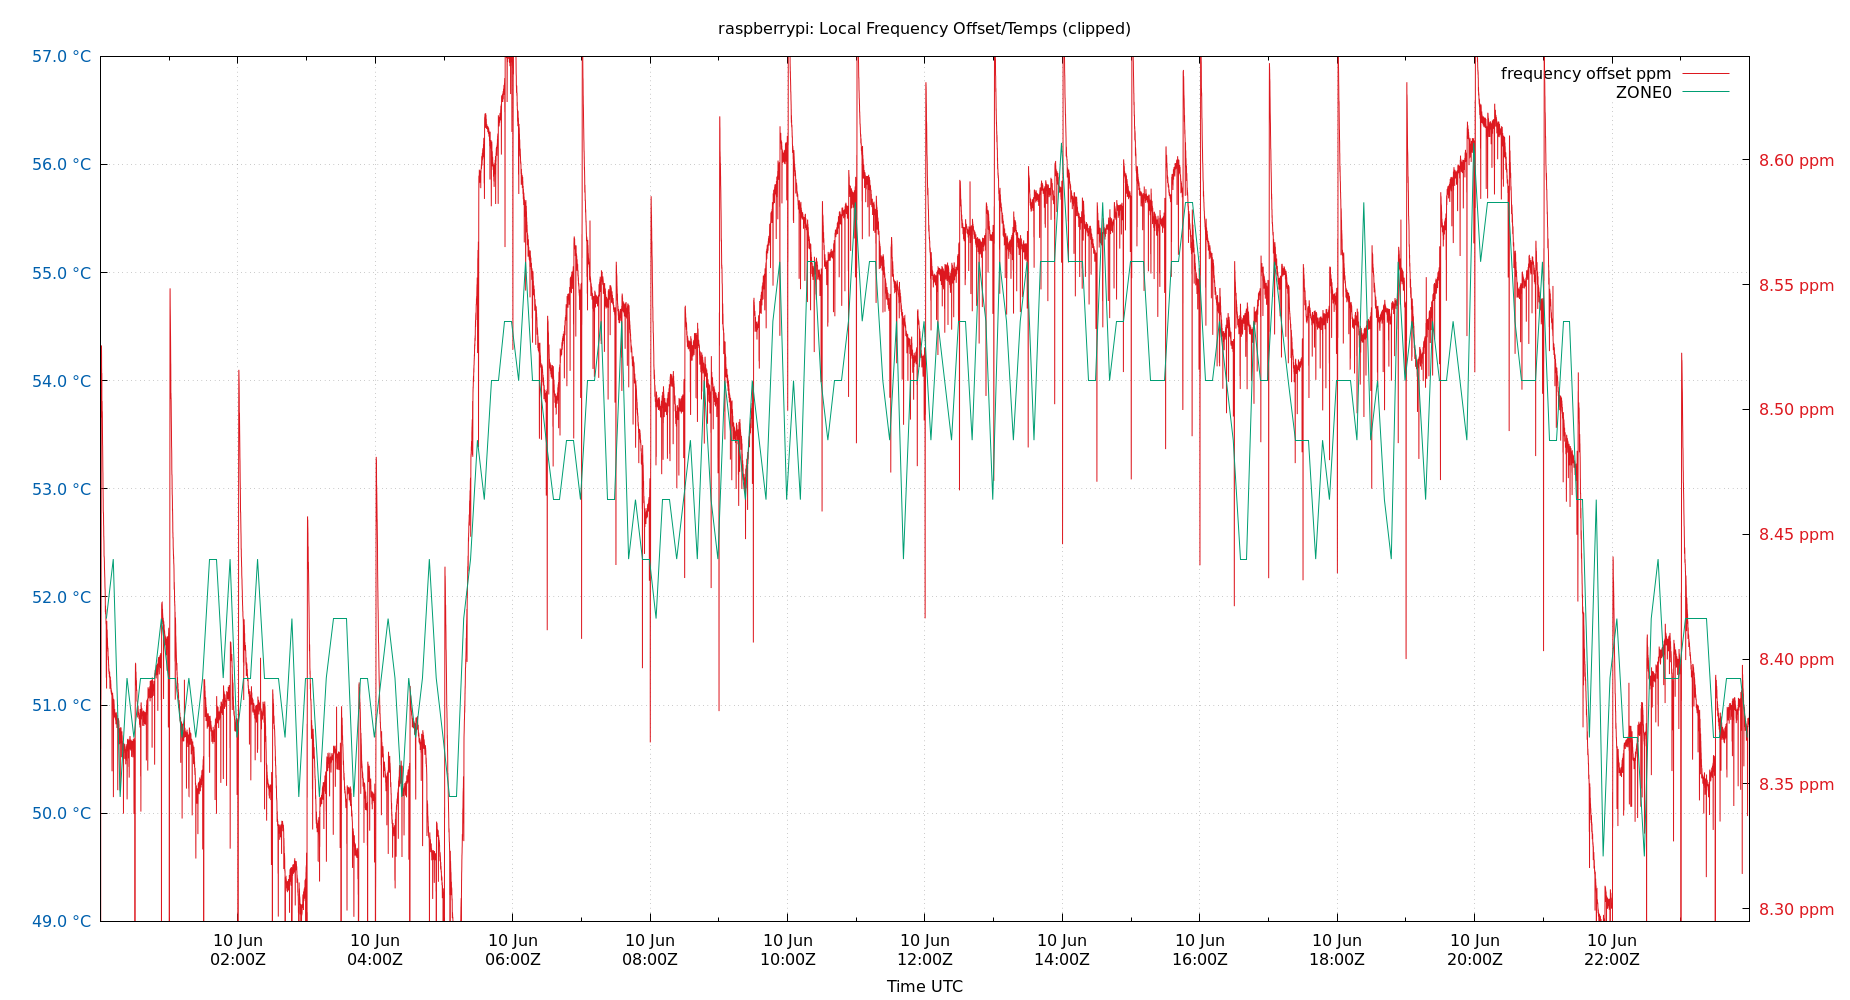 raspberrypi: Local Frequency Offset/Temps (clipped)
57.0 °C
56.0 °C
55.0 °C
54.0 °C
53.0 °C
52.0 °C
51.0 °C
50.0 °C
49.0 °C
frequency offset ppm
ZONE0
8.60 ppm
8.55 ppm
8.50 ppm
8.45 ppm
8.40 ppm
8.35 ppm
8.30 ppm
10 Jun 10 Jun 10 Jun 10 Jun 10 Jun 10 Jun 10 Jun 10 Jun 10 Jun 10 Jun 10 Jun
02:00Z 04:00Z 06:00Z 08:00Z 10:00Z 12:00Z 14:00Z 16:00Z 18:00Z 20:00Z 22:00Z
Time UTC